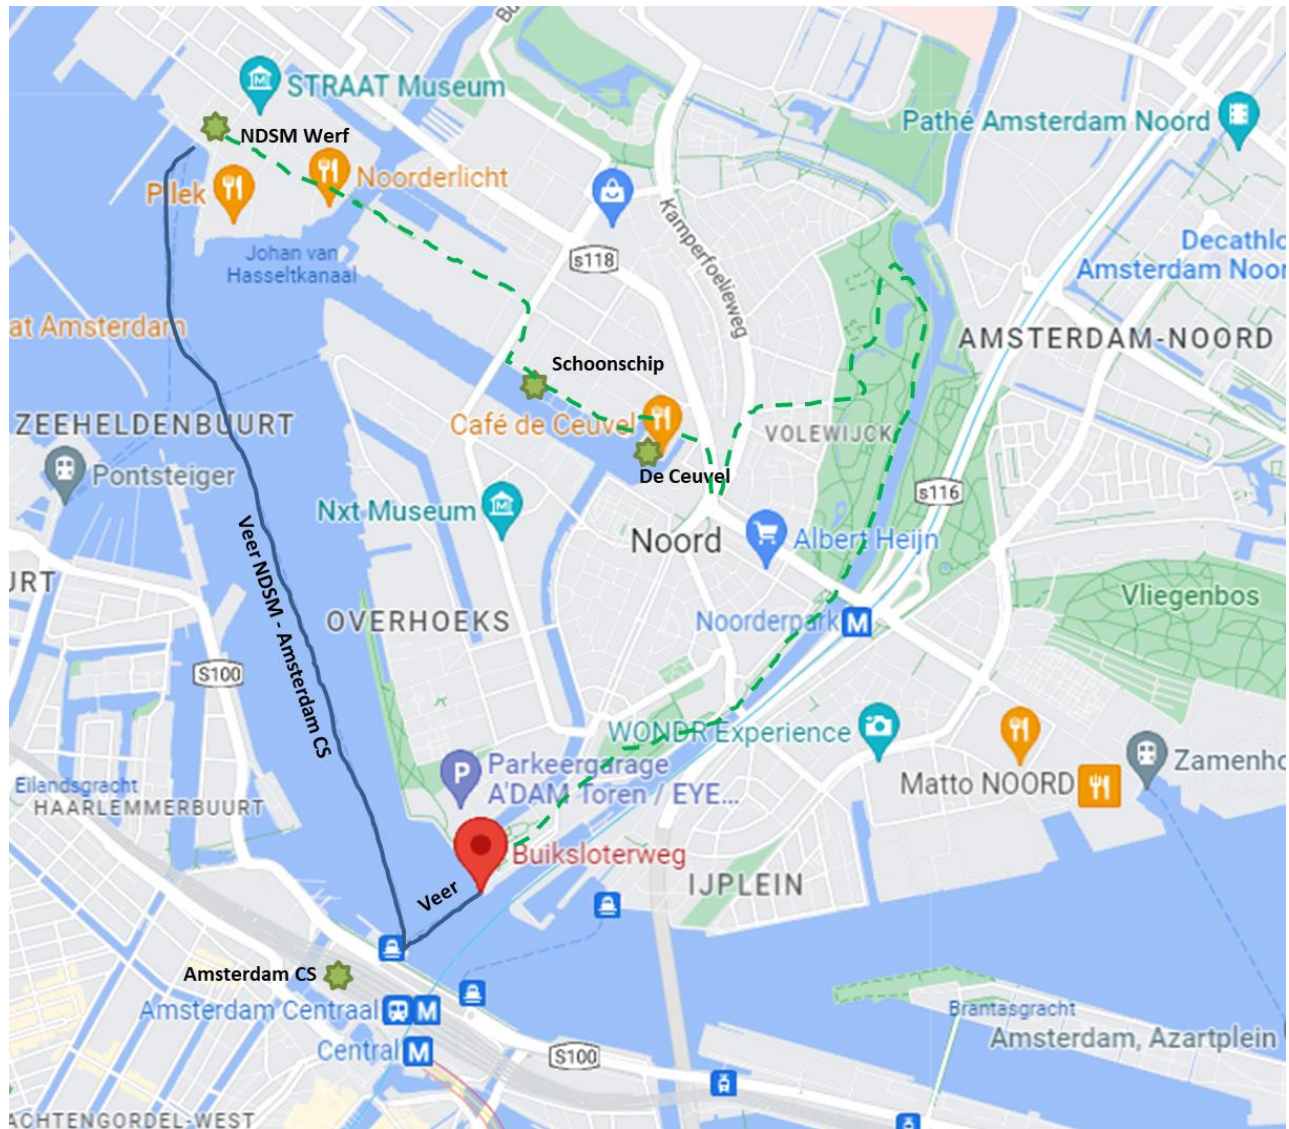 Bu
STRAAT Museum
NDSM Werf
Pathé Amsterdam Noord
Pllek
Noorderlicht
Kamperfoelieweg
Johan van
Hasseltkanaal
s118
Decathlo
Amsterdam Noor
at Amsterdam
AMSTERDAM-NOORD
Schoonschip
ZEEHELDENBUURT
Café de Ceuvel
VOLEWIJCK
Pontsteiger
De Ceuvel
s116
Nxt Museum
Noord
Albert Heijn
Veer NDSM - Amsterdam CS
URT
Vliegenbos
OVERHOEKS
Noorderpark M
S100
WONDR Experience
Parkeergarage
A'DAM Toren / EYE...
P
Zamenho
Matto NOORD
Eilandsgracht
HAARLEMMERBUURT
Buiksloterweg
Veer
IJPLEIN
Amsterdam CS
Amsterdam Centraal M
Brantasgracht
Amsterdam, Azartplein
Centraal M
S100
ACHTENGORDEL-WEST